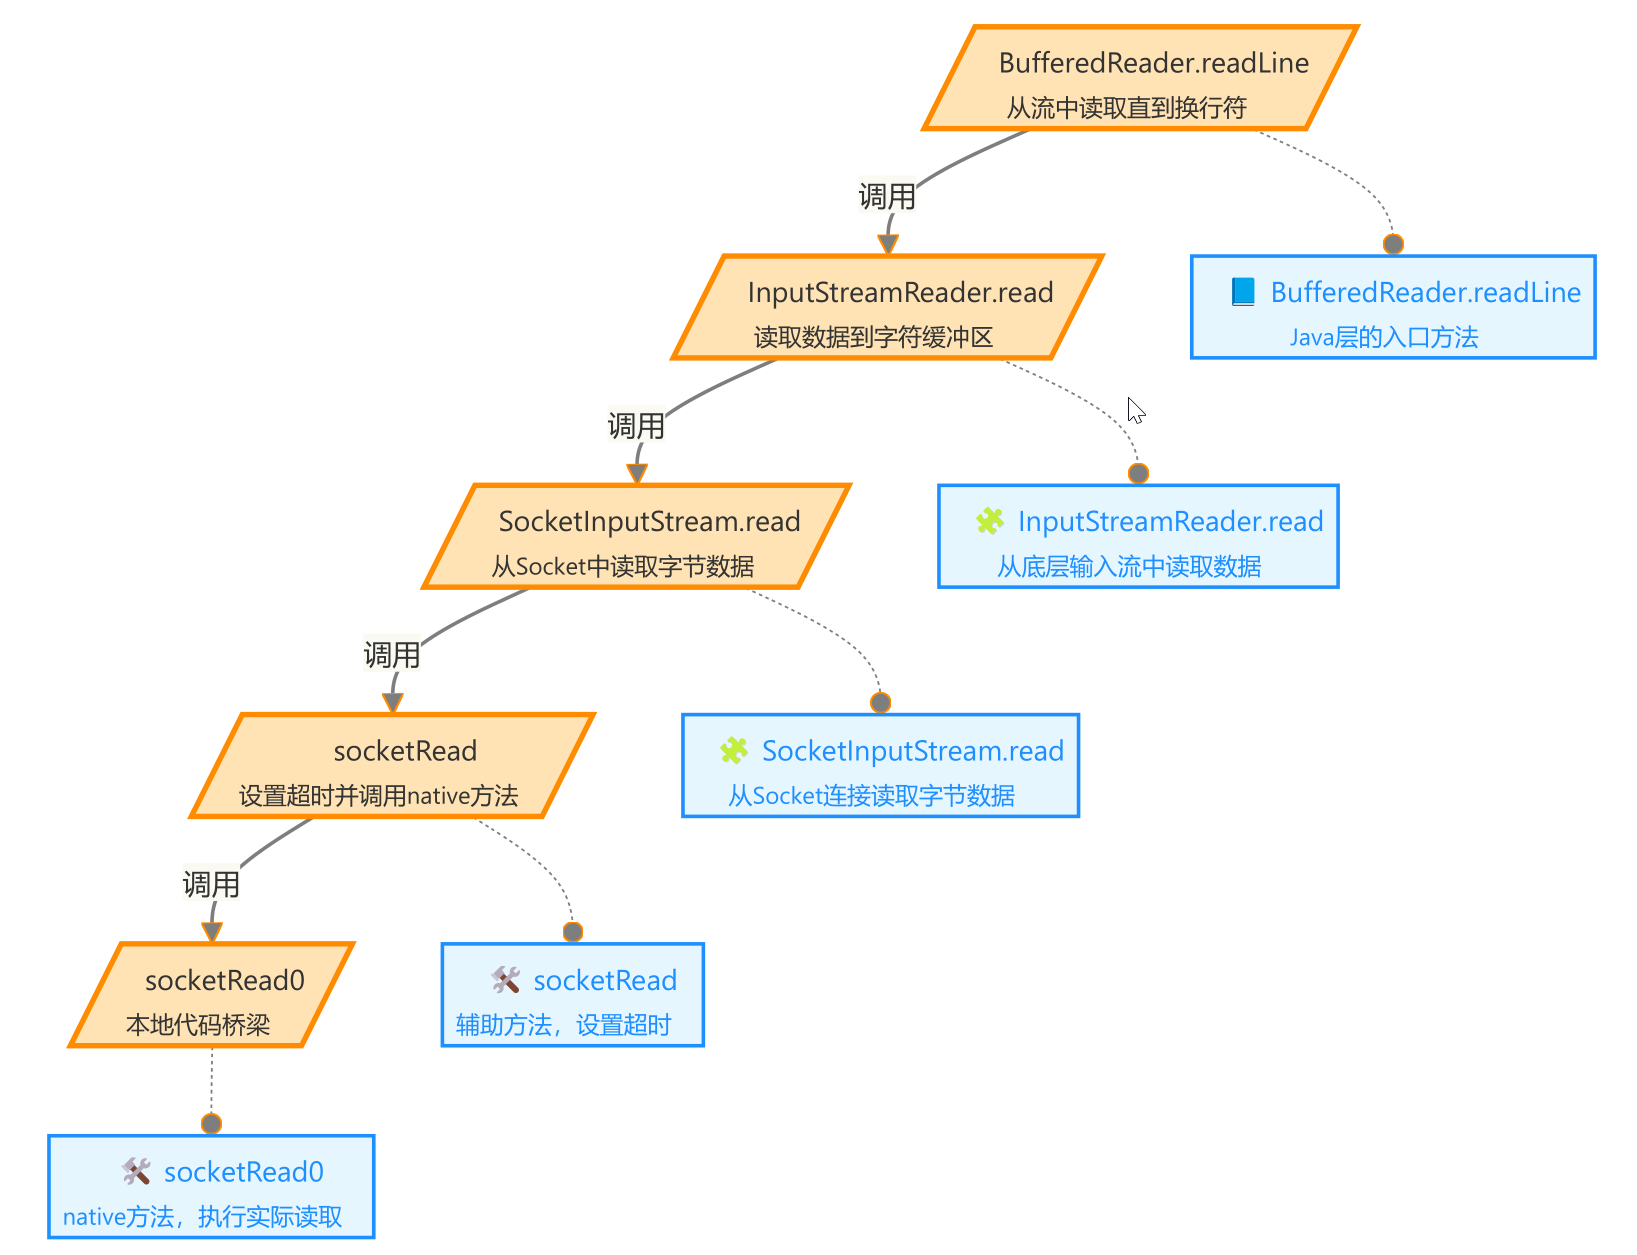 BufferedReader.readLine
从流中读取直到换行符
调用
InputStreamReader.read
读取数据到字符缓冲区
BufferedReader.readLine
Java层的入口方法
调用
SocketInputStream.read
从Socket中读取字节数据
InputStreamReader.read
从底层输入流中读取数据
调用
socketRead
设置超时并调用native方法
SocketInputStream.read
从Socket连接读取字节数据
调用
socketRead0
本地代码桥梁
socketRead
辅助方法，设置超时
socketRead0
native方法，执行实际读取